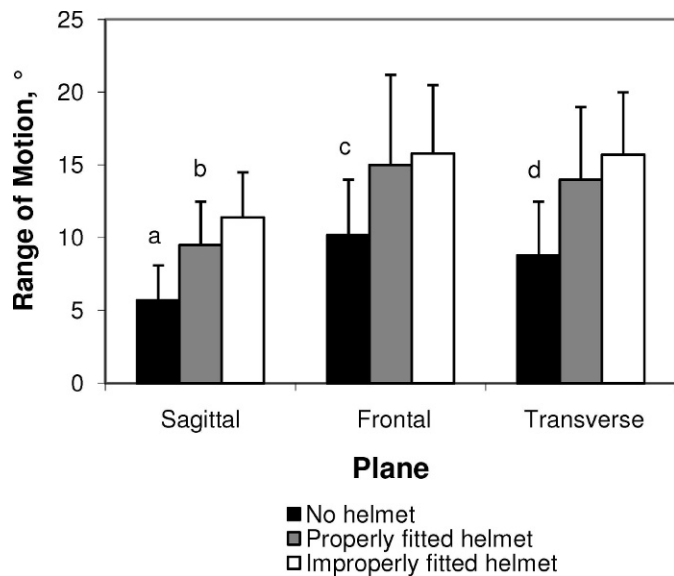 25
20
15
10
5
0
Range of Motion, °
a
b
c
d
Sagittal Frontal Transverse
Plane
No helmet
Properly fitted helmet
Improperly fitted helmet